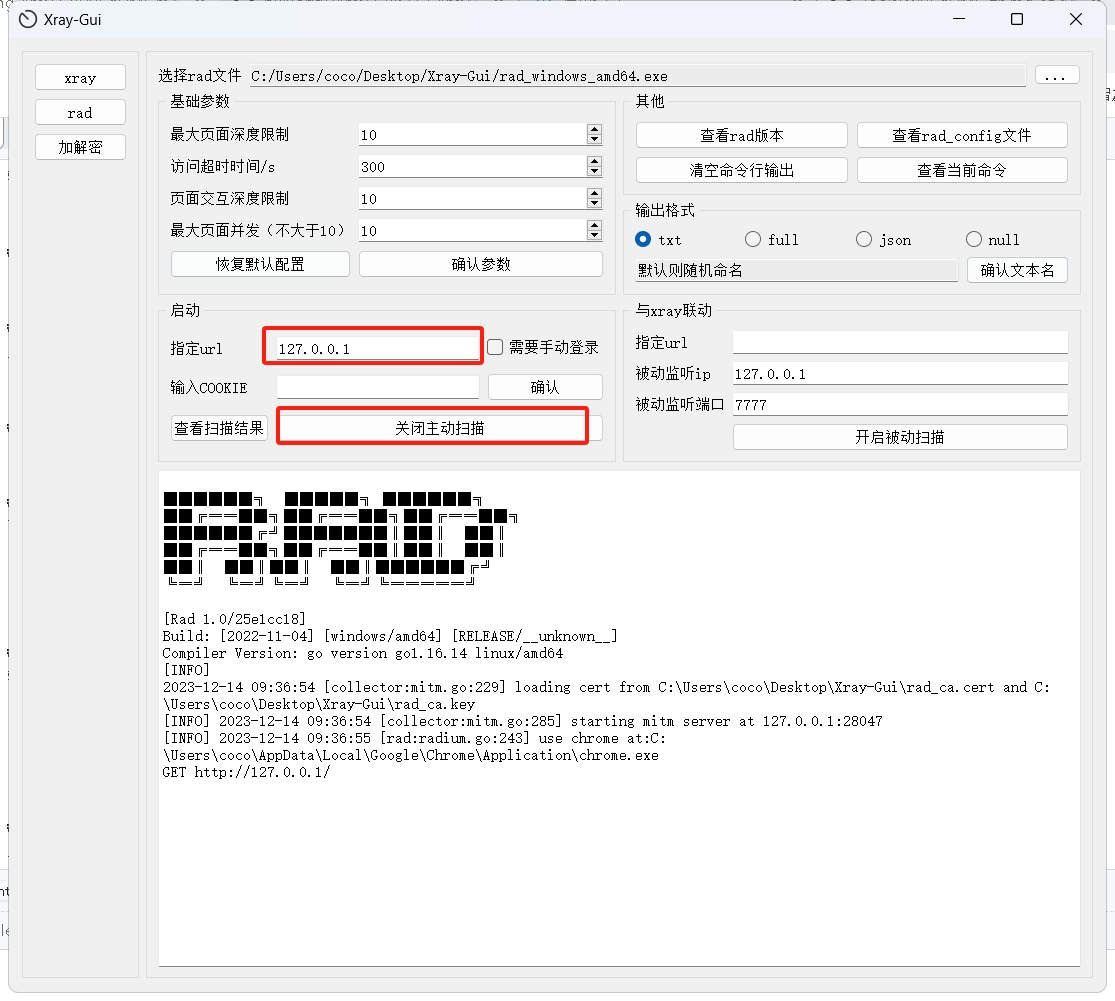 Xray-Gui
xray
rad
加解密
选择rad文件 C:/Users/coco/Desktop/Xray-Gui/rad_windows_amd64.exe ...
基础参数
最大页面深度限制 10
访问超时时间/s 300
页面交互深度限制 10
最大页面并发（不大于10） 10
恢复默认配置 确认参数
其他
查看rad版本 查看rad_config文件
清空命令行输出 查看当前命令
输出格式
txt full json null
默认则随机命名 确认文本名
启动
指定url 127.0.0.1 需要手动登录
输入COOKIE 确认
查看扫描结果 关闭主动扫描
与xray联动
指定url
被动监听ip 127.0.0.1
被动监听端口 7777
开启被动扫描
RAD
[Rad 1.0/25e1cc18]
Build: [2022-11-04] [windows/amd64] [RELEASE/__unknown__]
Compiler Version: go version go1.16.14 linux/amd64
[INFO]
2023-12-14 09:36:54 [collector:mitm.go:229] loading cert from C:\Users\coco\Desktop\Xray-Gui\rad_ca.cert and C:
\Users\coco\Desktop\Xray-Gui\rad_ca.key
[INFO] 2023-12-14 09:36:54 [collector:mitm.go:285] starting mitm server at 127.0.0.1:28047
[INFO] 2023-12-14 09:36:55 [rad:radium.go:243] use chrome at:C:
\Users\coco\AppData\Local\Google\Chrome\Application\chrome.exe
GET http://127.0.0.1/